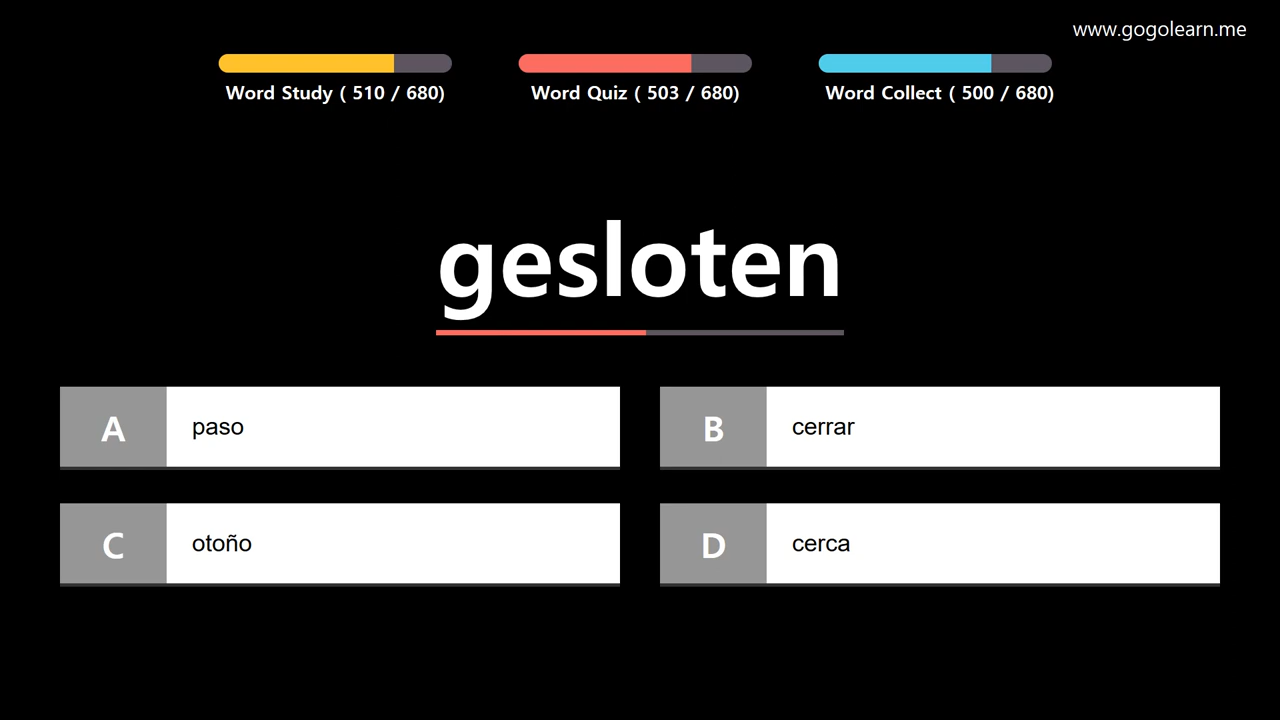 www.gogolearn.me
Word Study ( 510 / 680)
Word Quiz ( 503 / 680)
Word Collect ( 500 / 680)
gesloten
A paso
B cerrar
C otoño
D cerca